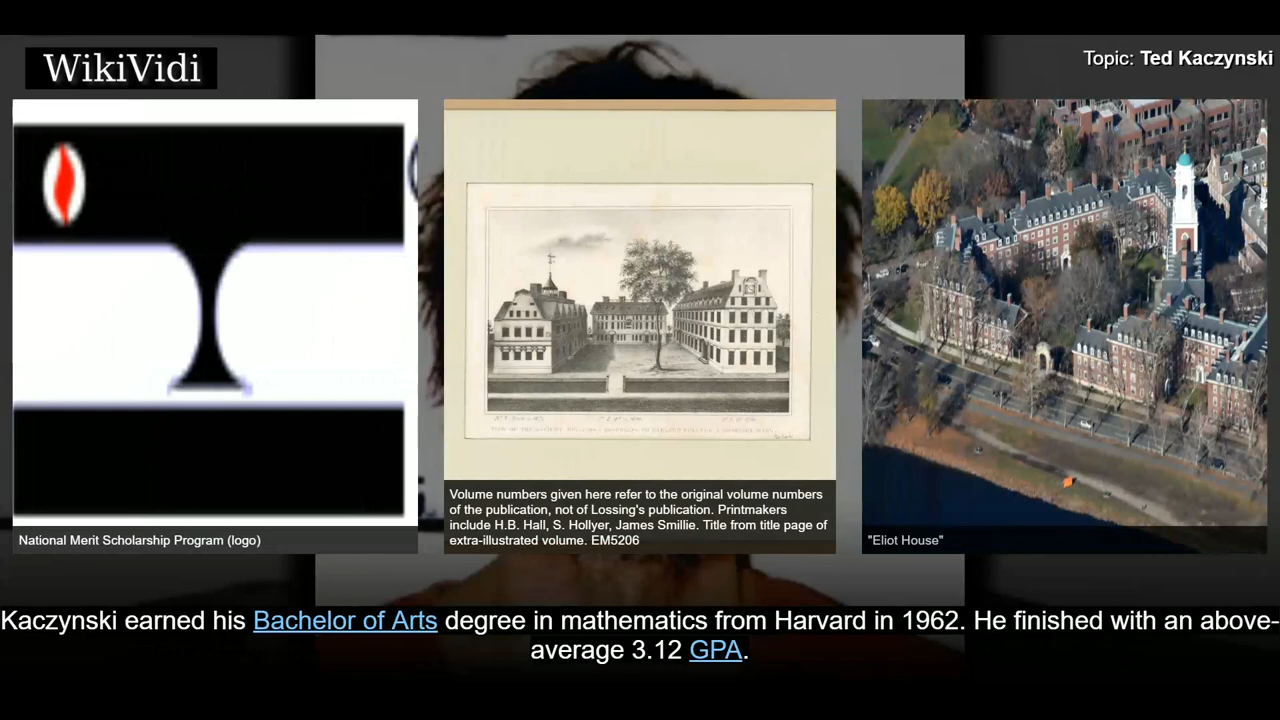 WikiVidi
Topic: Ted Kaczynski
National Merit Scholarship Program (logo)
Volume numbers given here refer to the original volume numbers
of the publication, not of Lossing's publication. Printmakers
include H.B. Hall, S. Hollyer, James Smillie. Title from title page of
extra-illustrated volume. EM5206
"Eliot House"
Kaczynski earned his Bachelor of Arts degree in mathematics from Harvard in 1962. He finished with an above-
average 3.12 GPA.